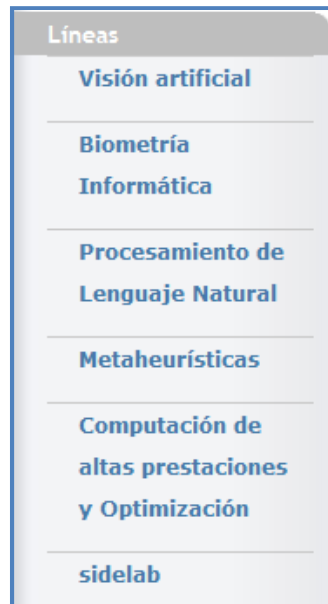 Líneas
Visión artificial
Biometría
Informática
Procesamiento de
Lenguaje Natural
Metaheurísticas
Computación de
altas prestaciones
y Optimización
sidelab